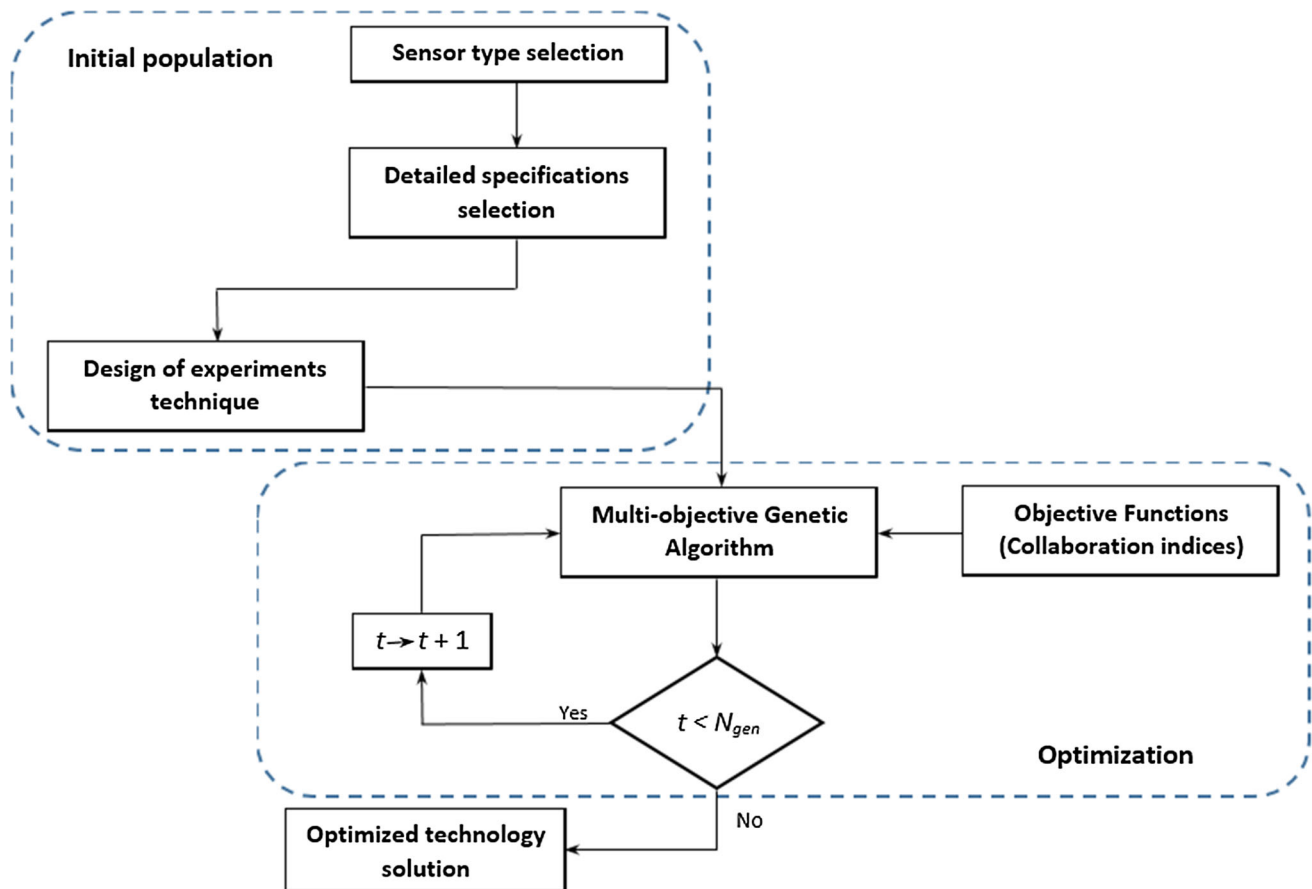 Initial population
Sensor type selection
Detailed specifications
selection
Design of experiments
technique
Multi-objective Genetic
Algorithm
Objective Functions
(Collaboration indices)
t→t + 1
Yes
t < N_gen
Optimization
No
Optimized technology
solution